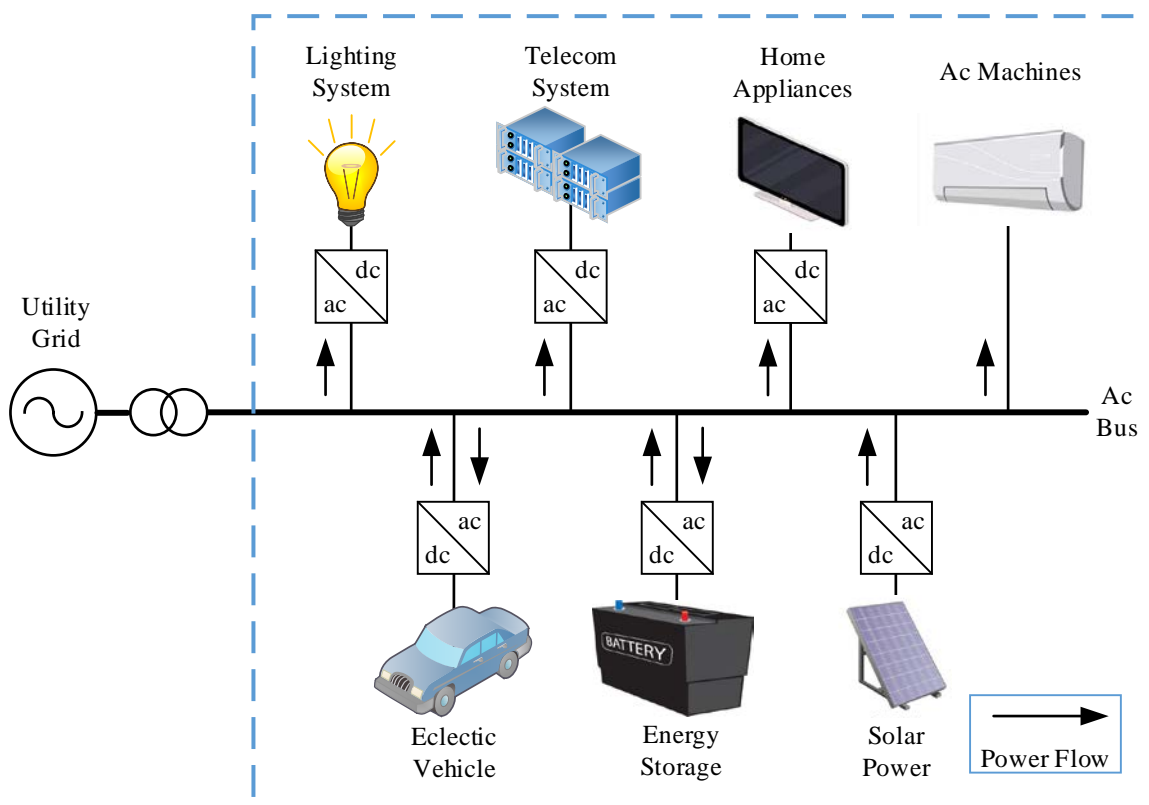 Lighting
System
Telecom
System
Home
Appliances
Ac Machines
dc
ac
dc
ac
dc
ac
Utility
Grid
Ac
Bus
ac
dc
ac
dc
ac
dc
BATTERY
Eclectic
Vehicle
Energy
Storage
Solar
Power
Power Flow